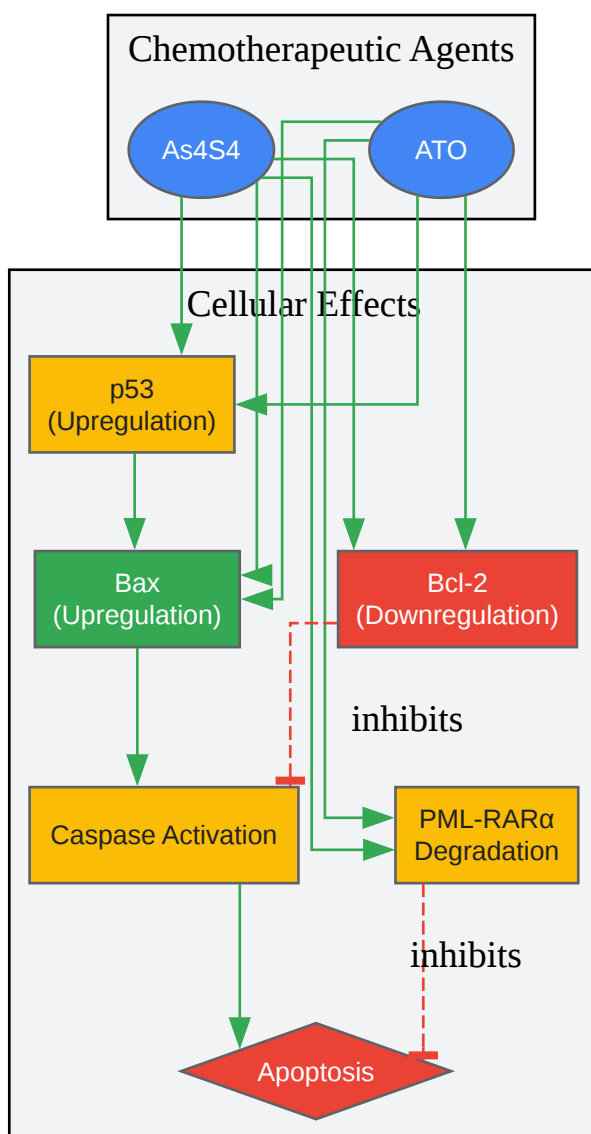 Chemotherapeutic Agents
As4S4
ATO
Cellular Effects
p53
(Upregulation)
Bax
(Upregulation)
Bcl-2
(Downregulation)
inhibits
Caspase Activation
PML-RARα
Degradation
inhibits
Apoptosis